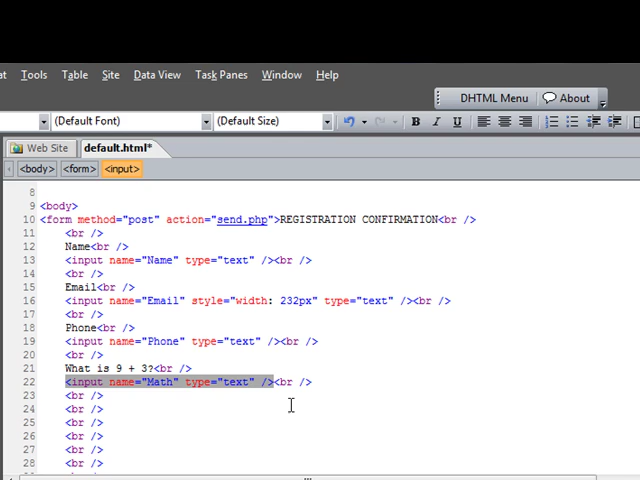 at Tools Table Site Data View Task Panes Window Help
DHTML Menu About
(Default Font) (Default Size) B I U
Web Site default.html*
<body> <form> <input>
8
9 <body>
10 <form method="post" action="send.php">REGISTRATION CONFIRMATION<br />
11 <br />
12 Name<br />
13 <input name="Name" type="text" /><br />
14 <br />
15 Email<br />
16 <input name="Email" style="width: 232px" type="text" /><br />
17 <br />
18 Phone<br />
19 <input name="Phone" type="text" /><br />
20 <br />
21 What is 9 + 3?<br />
22 <input name="Math" type="text" /><br />
23 <br />
24 <br />
25 <br />
26 <br />
27 <br />
28 <br />